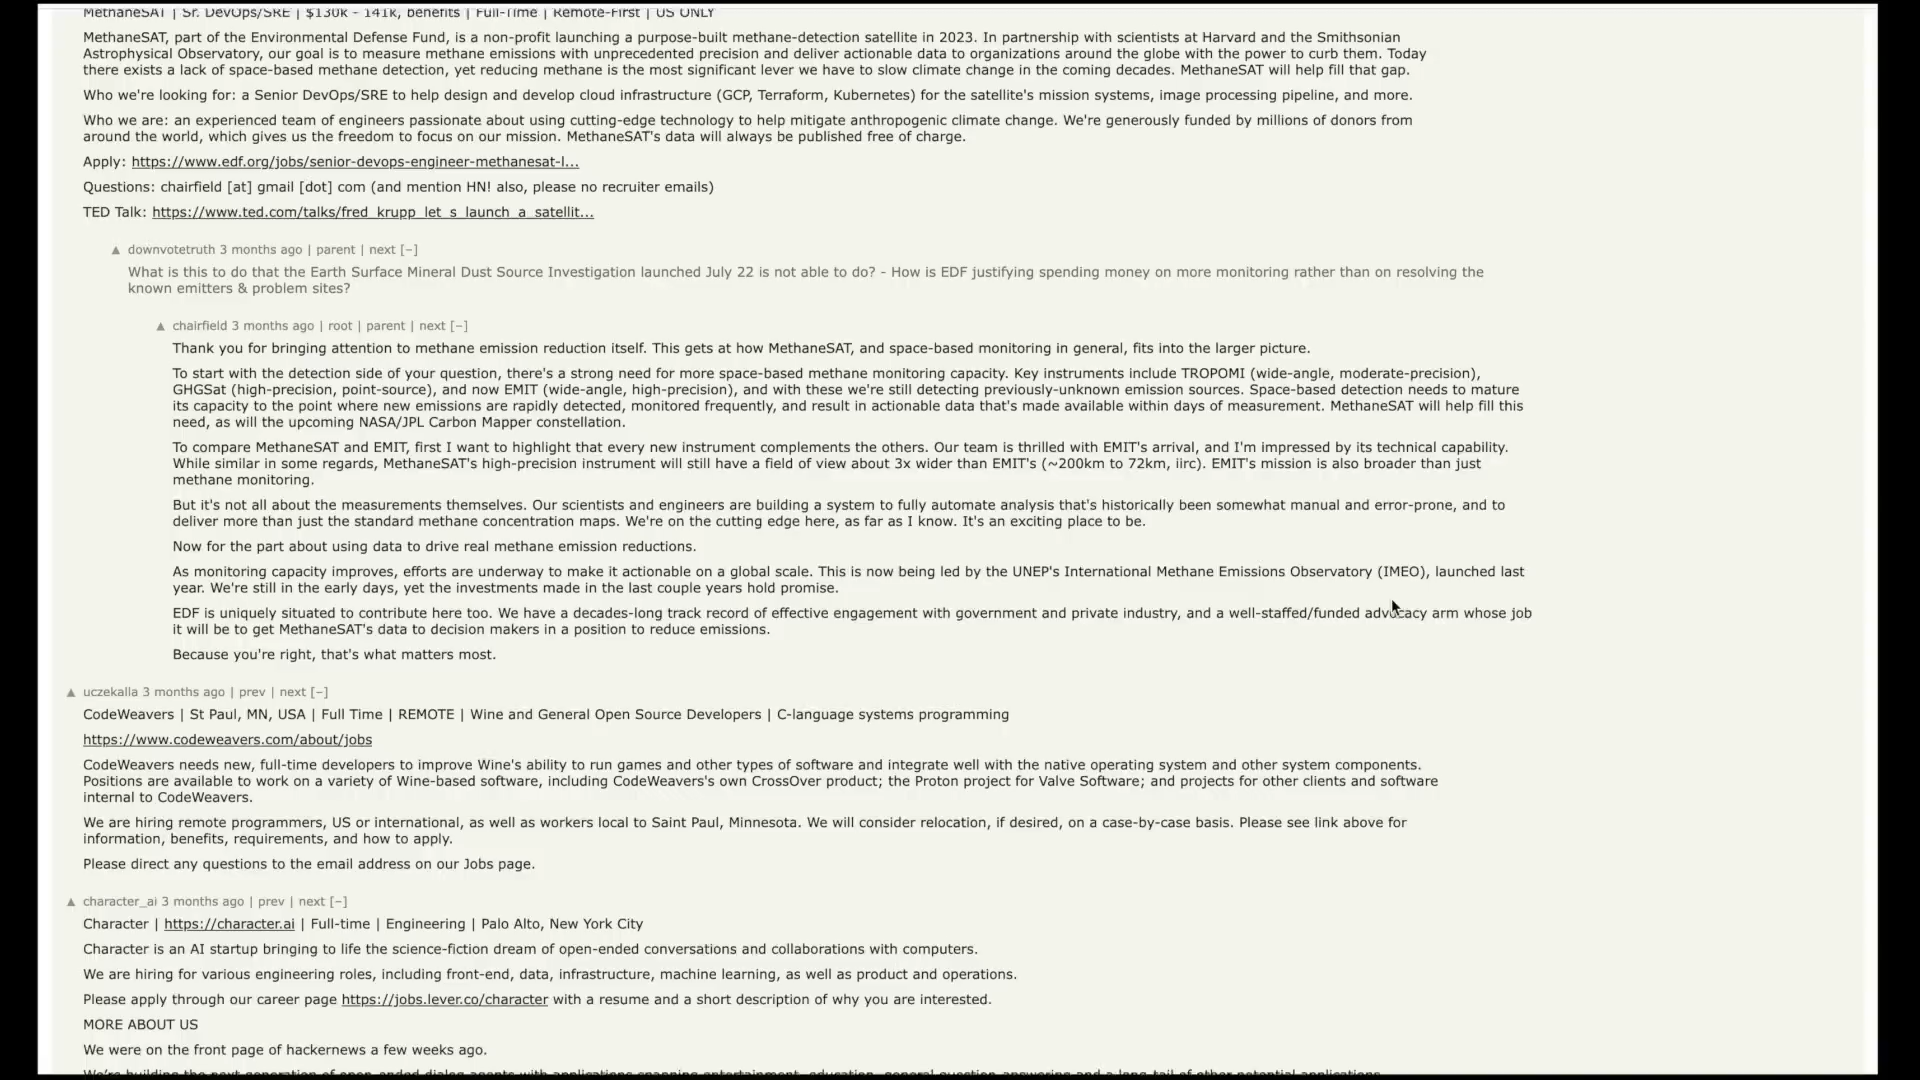 MethaneSAT | Sr. DevOps/SRE | $130k - 141k, benefits | Full-Time | Remote-First | US ONLY
MethaneSAT, part of the Environmental Defense Fund, is a non-profit launching a purpose-built methane-detection satellite in 2023. In partnership with scientists at Harvard and the Smithsonian
Astrophysical Observatory, our goal is to measure methane emissions with unprecedented precision and deliver actionable data to organizations around the globe with the power to curb them. Today
there exists a lack of space-based methane detection, yet reducing methane is the most significant lever we have to slow climate change in the coming decades. MethaneSAT will help fill that gap.
Who we're looking for: a Senior DevOps/SRE to help design and develop cloud infrastructure (GCP, Terraform, Kubernetes) for the satellite's mission systems, image processing pipeline, and more.
Who we are: an experienced team of engineers passionate about using cutting-edge technology to help mitigate anthropogenic climate change. We're generously funded by millions of donors from
around the world, which gives us the freedom to focus on our mission. MethaneSAT's data will always be published free of charge.
Apply: https://www.edf.org/jobs/senior-devops-engineer-methanesat-l...
Questions: chairfield [at] gmail [dot] com (and mention HN! also, please no recruiter emails)
TED Talk: https://www.ted.com/talks/fred_krupp_let_s_launch_a_satellit...
▲ downvotetruth 3 months ago | parent | next [–]
What is this to do that the Earth Surface Mineral Dust Source Investigation launched July 22 is not able to do? - How is EDF justifying spending money on more monitoring rather than on resolving the
known emitters & problem sites?
▲ chairfield 3 months ago | root | parent | next [–]
Thank you for bringing attention to methane emission reduction itself. This gets at how MethaneSAT, and space-based monitoring in general, fits into the larger picture.
To start with the detection side of your question, there's a strong need for more space-based methane monitoring capacity. Key instruments include TROPOMI (wide-angle, moderate-precision),
GHGSat (high-precision, point-source), and now EMIT (wide-angle, high-precision), and with these we're still detecting previously-unknown emission sources. Space-based detection needs to mature
its capacity to the point where new emissions are rapidly detected, monitored frequently, and result in actionable data that's made available within days of measurement. MethaneSAT will help fill this
need, as will the upcoming NASA/JPL Carbon Mapper constellation.
To compare MethaneSAT and EMIT, first I want to highlight that every new instrument complements the others. Our team is thrilled with EMIT's arrival, and I'm impressed by its technical capability.
While similar in some regards, MethaneSAT's high-precision instrument will still have a field of view about 3x wider than EMIT's (~200km to 72km, iirc). EMIT's mission is also broader than just
methane monitoring.
But it's not all about the measurements themselves. Our scientists and engineers are building a system to fully automate analysis that's historically been somewhat manual and error-prone, and to
deliver more than just the standard methane concentration maps. We're on the cutting edge here, as far as I know. It's an exciting place to be.
Now for the part about using data to drive real methane emission reductions.
As monitoring capacity improves, efforts are underway to make it actionable on a global scale. This is now being led by the UNEP's International Methane Emissions Observatory (IMEO), launched last
year. We're still in the early days, yet the investments made in the last couple years hold promise.
EDF is uniquely situated to contribute here too. We have a decades-long track record of effective engagement with government and private industry, and a well-staffed/funded advocacy arm whose job
it will be to get MethaneSAT's data to decision makers in a position to reduce emissions.
Because you're right, that's what matters most.
▲ uczekalla 3 months ago | prev | next [–]
CodeWeavers | St Paul, MN, USA | Full Time | REMOTE | Wine and General Open Source Developers | C-language systems programming
https://www.codeweavers.com/about/jobs
CodeWeavers needs new, full-time developers to improve Wine's ability to run games and other types of software and integrate well with the native operating system and other system components.
Positions are available to work on a variety of Wine-based software, including CodeWeavers's own CrossOver product; the Proton project for Valve Software; and projects for other clients and software
internal to CodeWeavers.
We are hiring remote programmers, US or international, as well as workers local to Saint Paul, Minnesota. We will consider relocation, if desired, on a case-by-case basis. Please see link above for
information, benefits, requirements, and how to apply.
Please direct any questions to the email address on our Jobs page.
▲ character_ai 3 months ago | prev | next [–]
Character | https://character.ai | Full-time | Engineering | Palo Alto, New York City
Character is an AI startup bringing to life the science-fiction dream of open-ended conversations and collaborations with computers.
We are hiring for various engineering roles, including front-end, data, infrastructure, machine learning, as well as product and operations.
Please apply through our career page https://jobs.lever.co/character with a resume and a short description of why you are interested.
MORE ABOUT US
We were on the front page of hackernews a few weeks ago.
We're building the next generation of open-ended dialog agents with applications spanning entertainment, education, general question-answering and a long-tail of other potential applications.